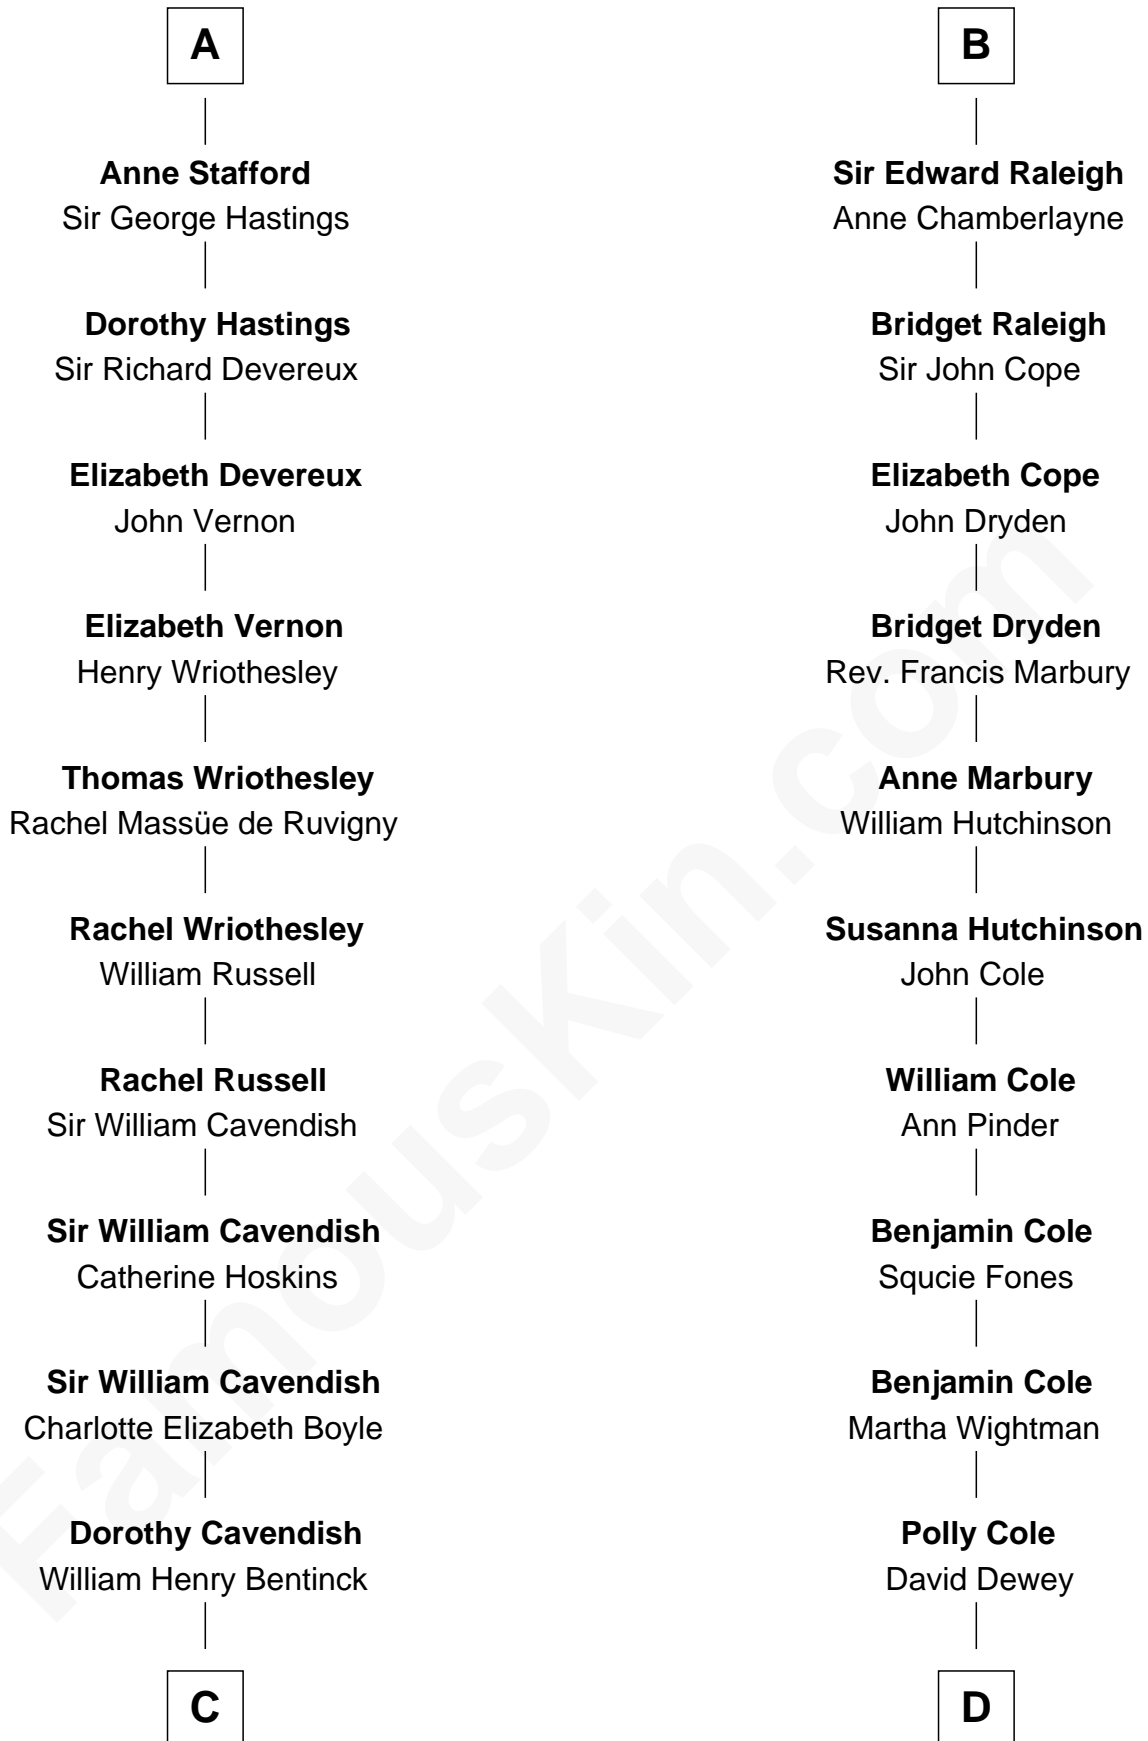 A
Anne Stafford
Sir George Hastings
Dorothy Hastings
Sir Richard Devereux
Elizabeth Devereux
John Vernon
Elizabeth Vernon
Henry Wriothesley
Thomas Wriothesley
Rachel Massüe de Ruvigny
Rachel Wriothesley
William Russell
Rachel Russell
Sir William Cavendish
Sir William Cavendish
Catherine Hoskins
Sir William Cavendish
Charlotte Elizabeth Boyle
Dorothy Cavendish
William Henry Bentinck
C
B
Sir Edward Raleigh
Anne Chamberlayne
Bridget Raleigh
Sir John Cope
Elizabeth Cope
John Dryden
Bridget Dryden
Rev. Francis Marbury
Anne Marbury
William Hutchinson
Susanna Hutchinson
John Cole
William Cole
Ann Pinder
Benjamin Cole
Squcie Fones
Benjamin Cole
Martha Wightman
Polly Cole
David Dewey
D
FamousKin.com